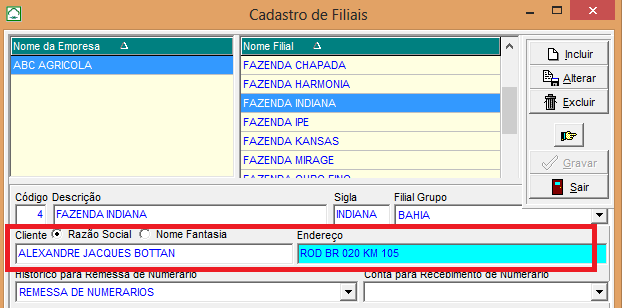 Cadastro de Filiais
Nome da Empresa
ABC AGRICOLA
Nome Filial
FAZENDA CHAPADA
FAZENDA HARMONIA
FAZENDA INDIANA
FAZENDA IPE
FAZENDA KANSAS
FAZENDA MIRAGE
FAZENDA OURO FINO
Incluir
Alterar
Excluir
Gravar
Sair
Código Descrição Sigla Filial Grupo
4 FAZENDA INDIANA INDIANA BAHIA
Cliente Razão Social Nome Fantasia Endereço
ALEXANDRE JACQUES BOTTAN ROD BR 020 KM 105
Histórico para Remessa de Numerário Conta para Recebimento de Numerário
REMESSA DE NUMERARIOS